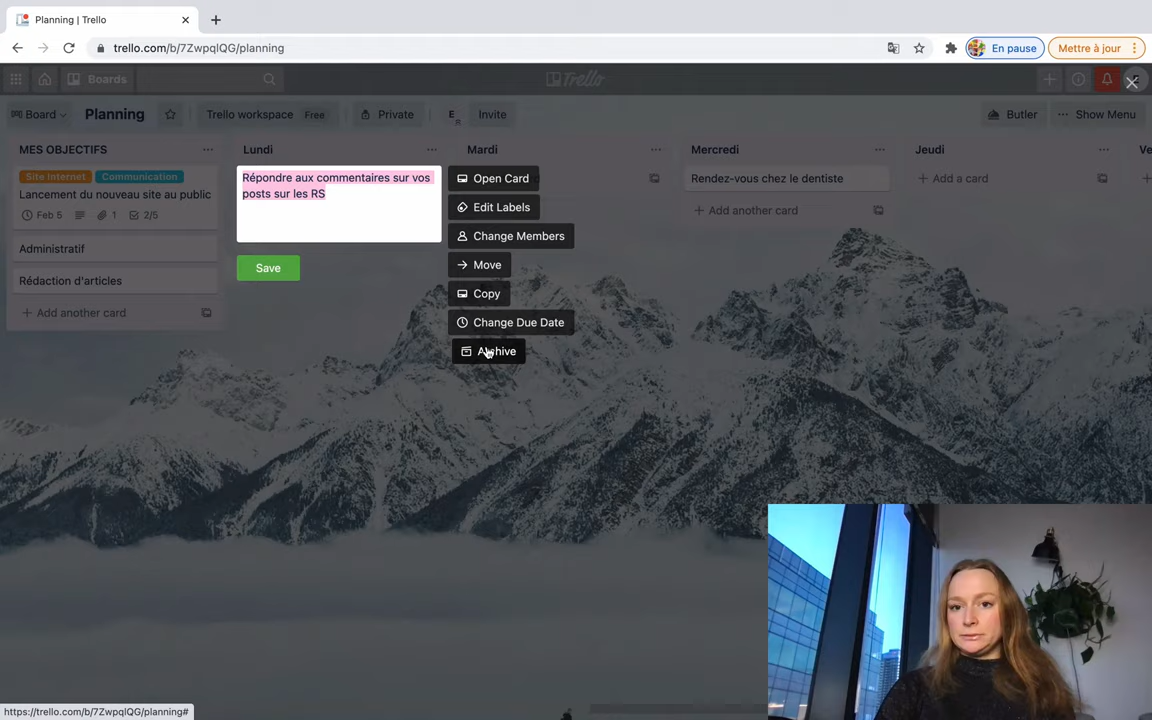 Planning | Trello
trello.com/b/7ZwpqlQG/planning
En pause
Mettre à jour
Boards
Trello
Board
Planning
Trello workspace Free
Private
E
Invite
Butler
Show Menu
MES OBJECTIFS
Site Internet Communication
Lancement du nouveau site au public
Feb 5 1 2/5
Administratif
Rédaction d'articles
+ Add another card
Lundi
Répondre aux commentaires sur vos
posts sur les RS
Save
Open Card
Edit Labels
Change Members
Move
Copy
Change Due Date
Archive
Mardi
Mercredi
Rendez-vous chez le dentiste
+ Add another card
Jeudi
+ Add a card
Ve
https://trello.com/b/7ZwpqlQG/planning#